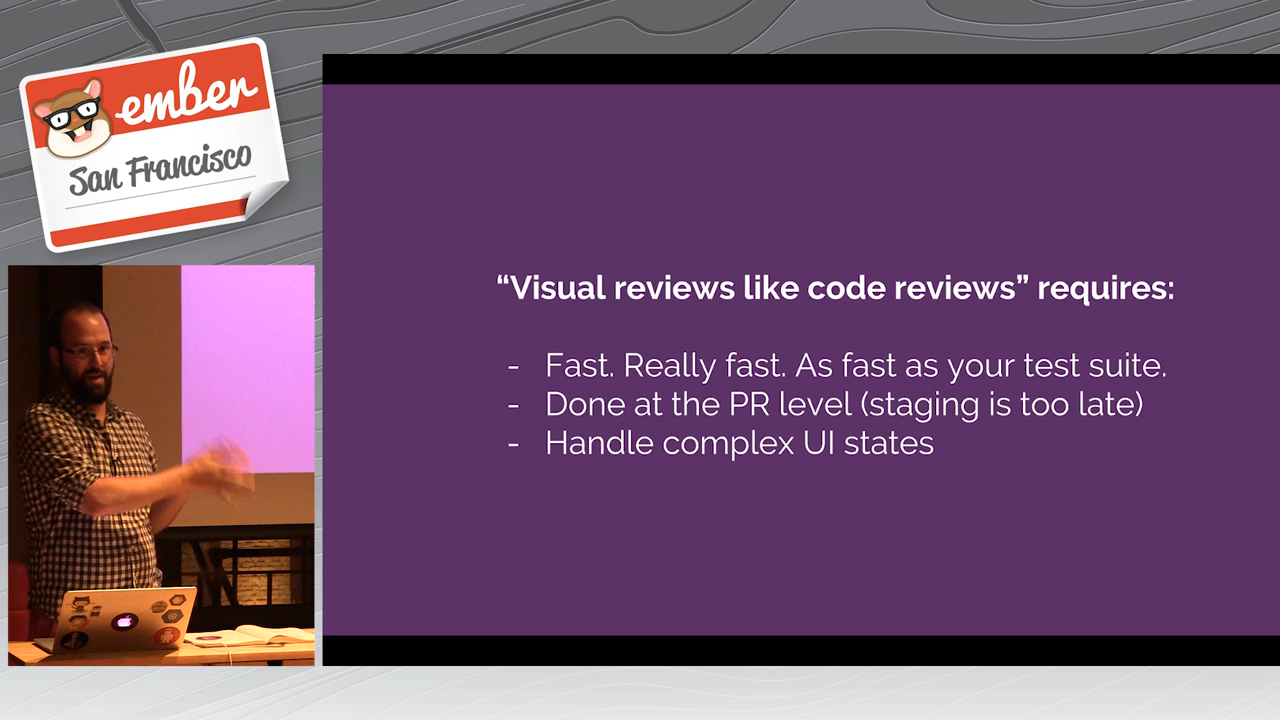 ember
San Francisco
“Visual reviews like code reviews” requires:
- Fast. Really fast. As fast as your test suite.
- Done at the PR level (staging is too late)
- Handle complex UI states